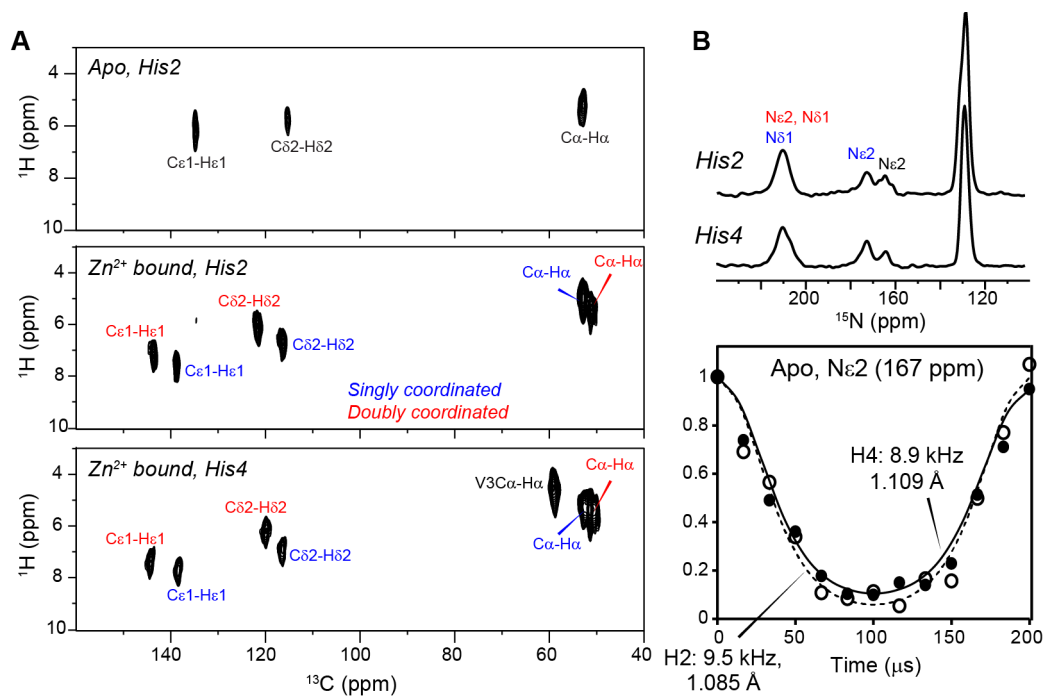 A
Apo, His2
4
6
8
10
¹H (ppm)
Cε1-Hε1
Cδ2-Hδ2
Cα-Hα
Zn²⁺ bound, His2
4
6
8
10
¹H (ppm)
Cε1-Hε1
Cε1-Hε1
Cδ2-Hδ2
Cδ2-Hδ2
Cα-Hα
Cα-Hα
Singly coordinated
Doubly coordinated
Zn²⁺ bound, His4
4
6
8
10
¹H (ppm)
Cε1-Hε1
Cε1-Hε1
Cδ2-Hδ2
Cδ2-Hδ2
V3Cα-Hα
Cα-Hα
Cα-Hα
140 120 100 80 60 40
¹³C (ppm)
B
Nε2, Nδ1
Nδ1
Nε2
Nε2
His2
His4
200 160 120
¹⁵N (ppm)
Apo, Nε2 (167 ppm)
1
0.8
0.6
0.4
0.2
0
H4: 8.9 kHz
1.109 Å
H2: 9.5 kHz,
1.085 Å
0 50 100 150 200
Time (μs)